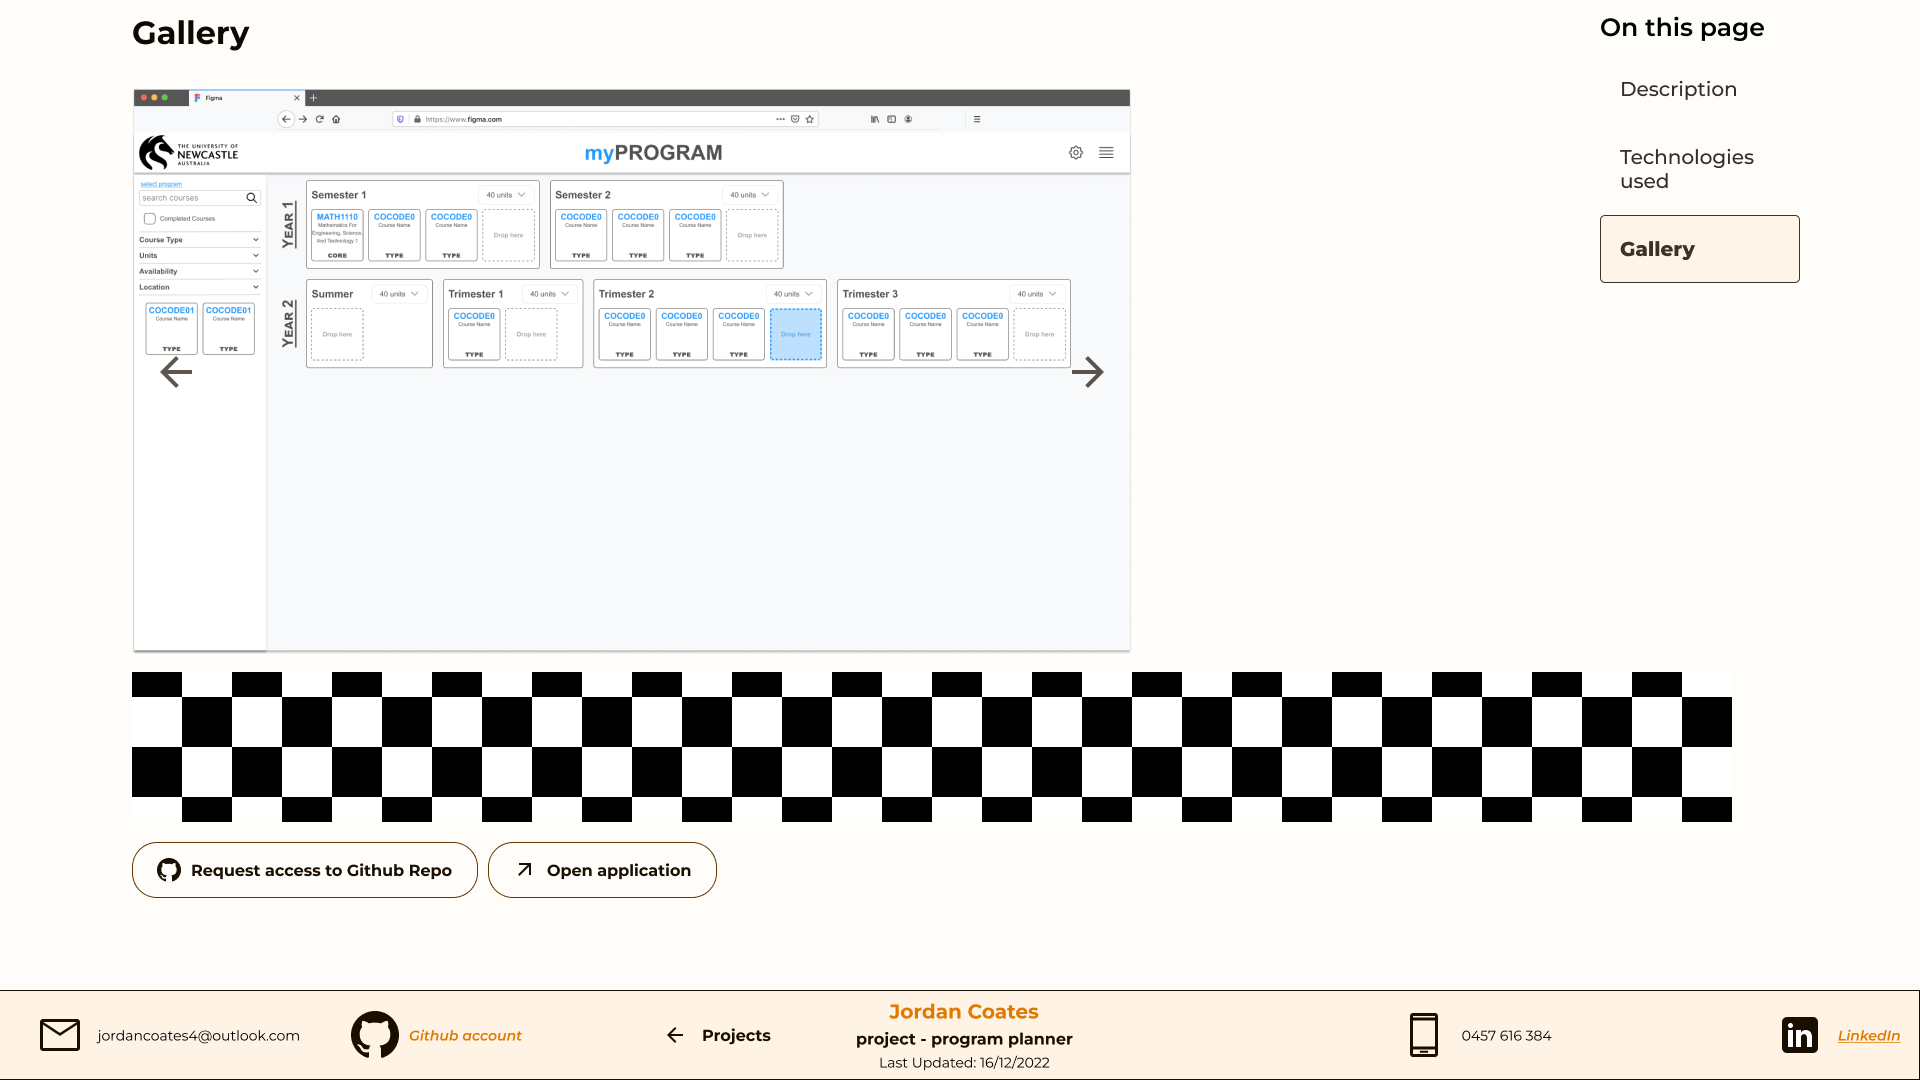 Gallery
Figma
https://www.figma.com
THE UNIVERSITY OF
NEWCASTLE
AUSTRALIA
myPROGRAM
select program
search courses
Completed Courses
Course Type
Units
Availability
Location
COCODE01
Course Name
TYPE
COCODE01
Course Name
TYPE
YEAR 1
Semester 1
40 units
MATH1110
Mathematics For
Engineering, Science
And Technology 1
CORE
COCODE0
Course Name
TYPE
COCODE0
Course Name
TYPE
Drop here
Semester 2
40 units
COCODE0
Course Name
TYPE
COCODE0
Course Name
TYPE
COCODE0
Course Name
TYPE
Drop here
YEAR 2
Summer
40 units
Drop here
Trimester 1
40 units
COCODE0
Course Name
TYPE
Drop here
Trimester 2
40 units
COCODE0
Course Name
TYPE
COCODE0
Course Name
TYPE
COCODE0
Course Name
TYPE
Drop here
Trimester 3
40 units
COCODE0
Course Name
TYPE
COCODE0
Course Name
TYPE
COCODE0
Course Name
TYPE
Drop here
On this page
Description
Technologies
used
Gallery
Request access to Github Repo
Open application
jordancoates4@outlook.com
Github account
Projects
Jordan Coates
project - program planner
Last Updated: 16/12/2022
0457 616 384
in
LinkedIn